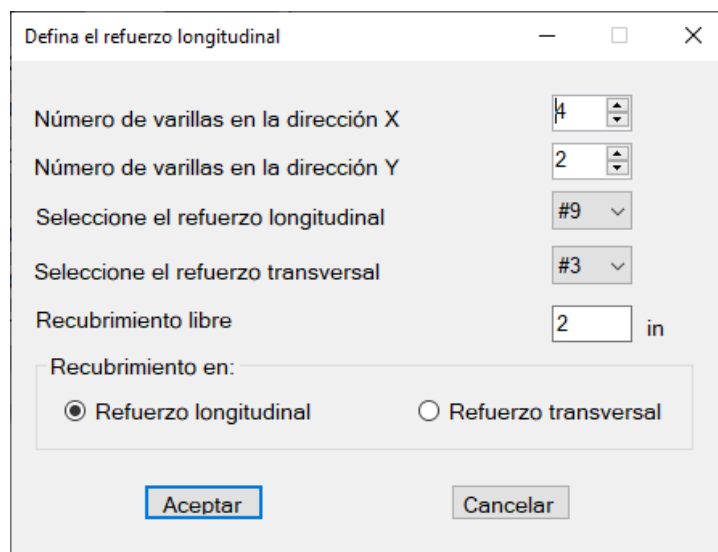 Defina el refuerzo longitudinal
Número de varillas en la dirección X 4
Número de varillas en la dirección Y 2
Seleccione el refuerzo longitudinal #9
Seleccione el refuerzo transversal #3
Recubrimiento libre 2 in
Recubrimiento en:
Refuerzo longitudinal Refuerzo transversal
Aceptar Cancelar